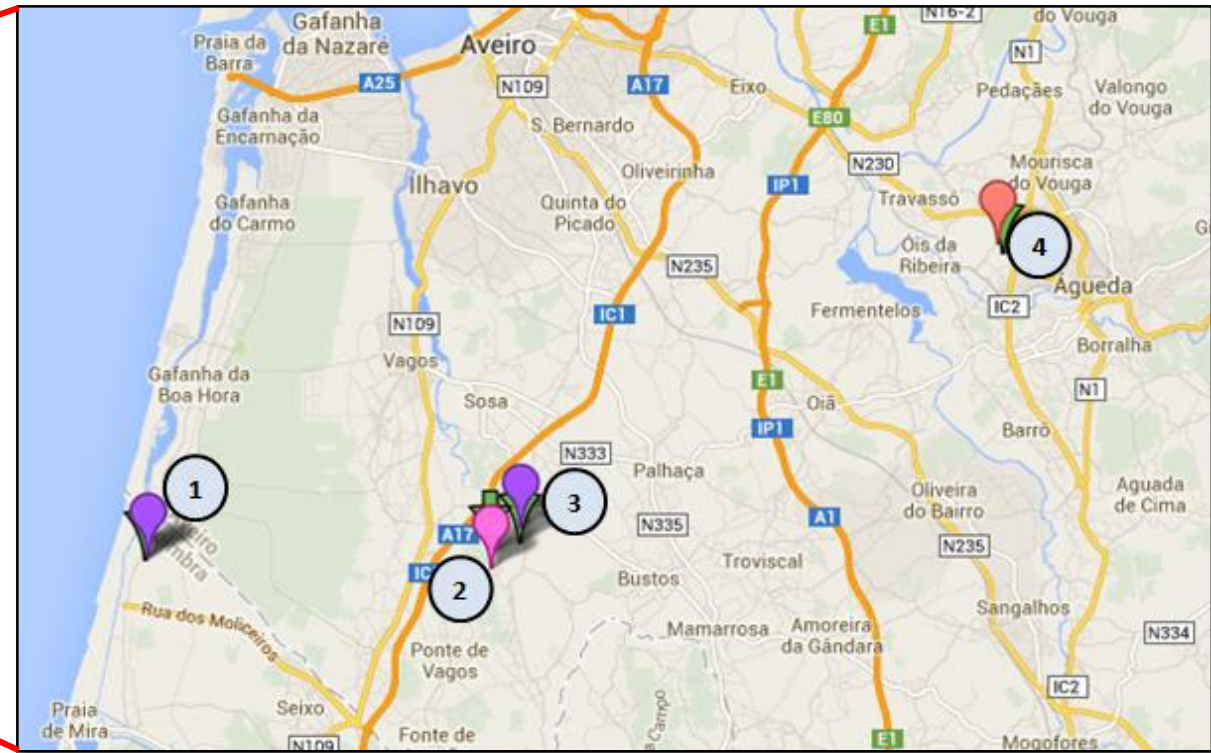 Gafanha
da Nazaré
Praia da
Barra
Aveiro
N16-2
do Vouga
E1
N1
A25
N109
A17
Eixo
Pedaçães
Valongo
do Vouga
Gafanha da
Encarnação
S. Bernardo
E80
N230
Mourisca
do Vouga
Oliveirinha
Ílhavo
IP1
Travassô
Gafanha
do Carmo
Quinta do
Picado
Óis da
Ribeira
4
G
N235
Águeda
IC2
Fermentelos
IC1
N109
Borralha
Vagos
Gafanha da
Boa Hora
E1
N1
Sosa
Oiã
IP1
Barrô
N333
Palhaça
1
3
Oliveira
do Bairro
Aguada
de Cima
A17
N335
A1
N235
Troviscal
IC
2
Bustos
Rua dos Moliceiros
Sangalhos
Mamarrosa
Amoreira
da Gândara
N334
Ponte de
Vagos
IC2
Praia
de Mira
Seixo
Campo
N109
Fonte de
E1
Mogofores